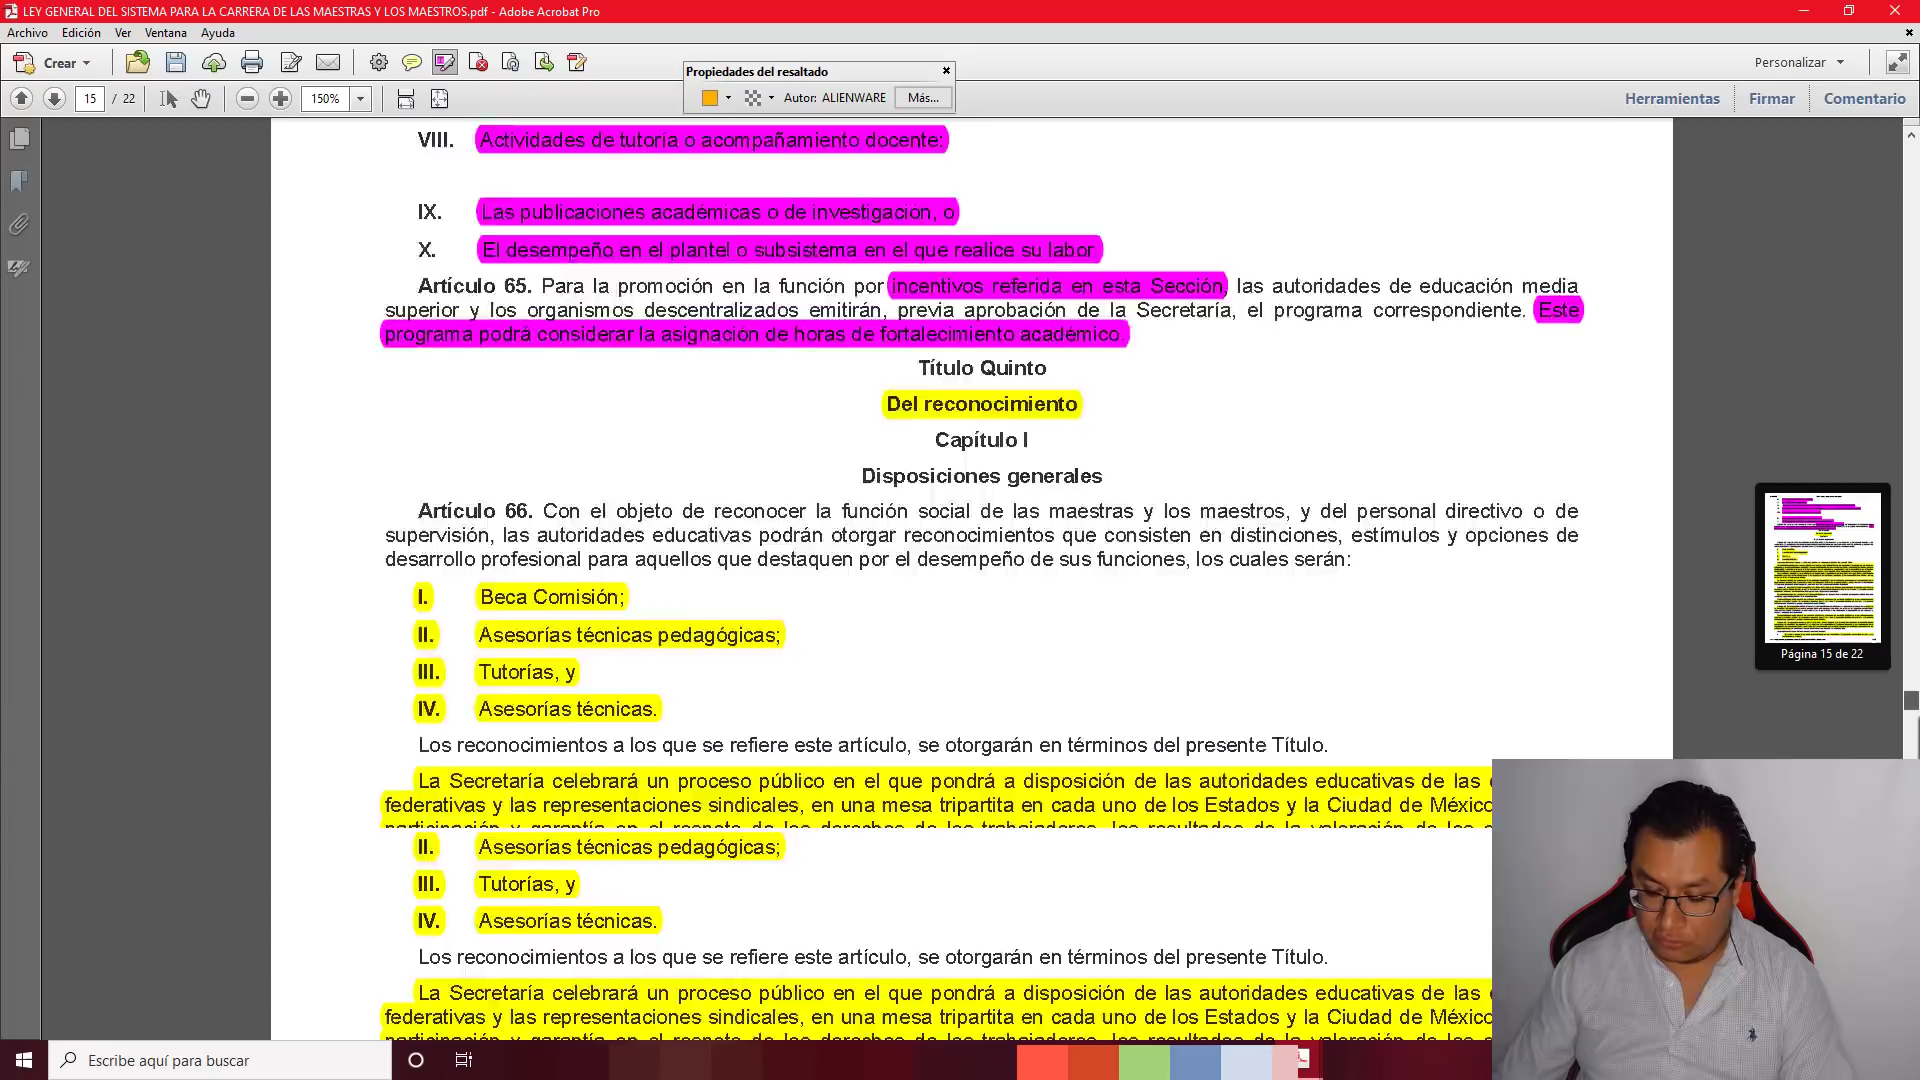 LEY GENERAL DEL SISTEMA PARA LA CARRERA DE LAS MAESTRAS Y LOS MAESTROS.pdf - Adobe Acrobat Pro
Archivo Edición Ver Ventana Ayuda
Crear
Personalizar
Propiedades del resaltado
Autor: ALIENWARE Más...
15 / 22
150%
Herramientas Firmar Comentario
VIII. Actividades de tutoría o acompañamiento docente;
IX. Las publicaciones académicas o de investigación, o
X. El desempeño en el plantel o subsistema en el que realice su labor
Artículo 65. Para la promoción en la función por incentivos referida en esta Sección, las autoridades de educación media
superior y los organismos descentralizados emitirán, previa aprobación de la Secretaría, el programa correspondiente. Este
programa podrá considerar la asignación de horas de fortalecimiento académico.
Título Quinto
Del reconocimiento
Capítulo I
Disposiciones generales
Artículo 66. Con el objeto de reconocer la función social de las maestras y los maestros, y del personal directivo o de
supervisión, las autoridades educativas podrán otorgar reconocimientos que consisten en distinciones, estímulos y opciones de
desarrollo profesional para aquellos que destaquen por el desempeño de sus funciones, los cuales serán:
I. Beca Comisión;
II. Asesorías técnicas pedagógicas;
III. Tutorías, y
IV. Asesorías técnicas.
Los reconocimientos a los que se refiere este artículo, se otorgarán en términos del presente Título.
La Secretaría celebrará un proceso público en el que pondrá a disposición de las autoridades educativas de las
federativas y las representaciones sindicales, en una mesa tripartita en cada uno de los Estados y la Ciudad de México
II. Asesorías técnicas pedagógicas;
III. Tutorías, y
IV. Asesorías técnicas.
Los reconocimientos a los que se refiere este artículo, se otorgarán en términos del presente Título.
La Secretaría celebrará un proceso público en el que pondrá a disposición de las autoridades educativas de las
federativas y las representaciones sindicales, en una mesa tripartita en cada uno de los Estados y la Ciudad de México
Página 15 de 22
Escribe aquí para buscar